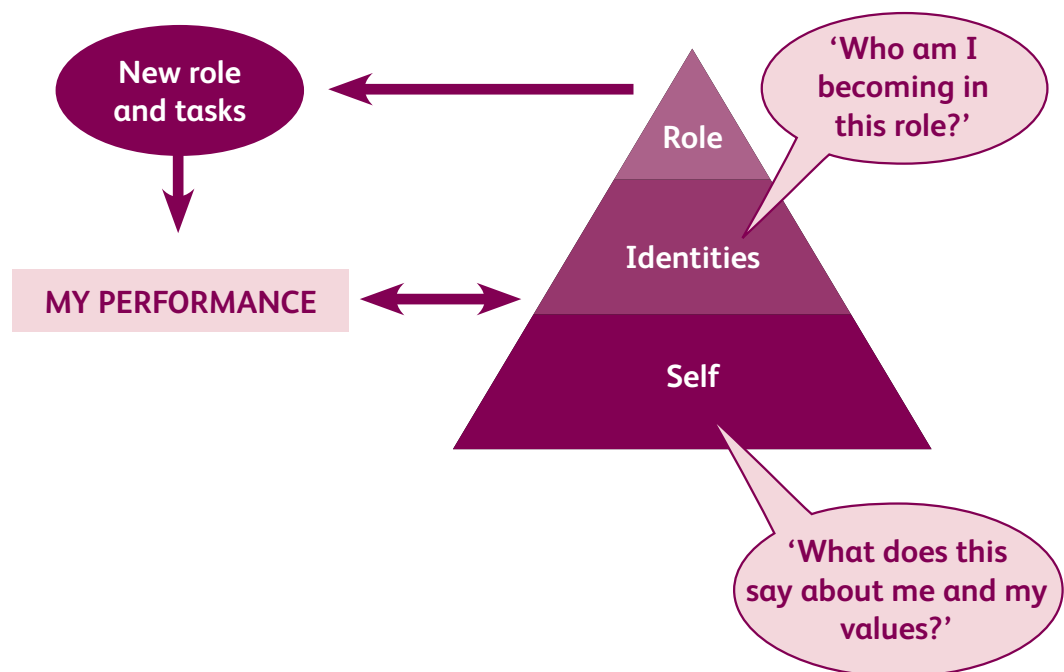 New role
and tasks
MY PERFORMANCE
Role
Identities
Self
‘Who am I
becoming in
this role?’
‘What does this
say about me and my
values?’